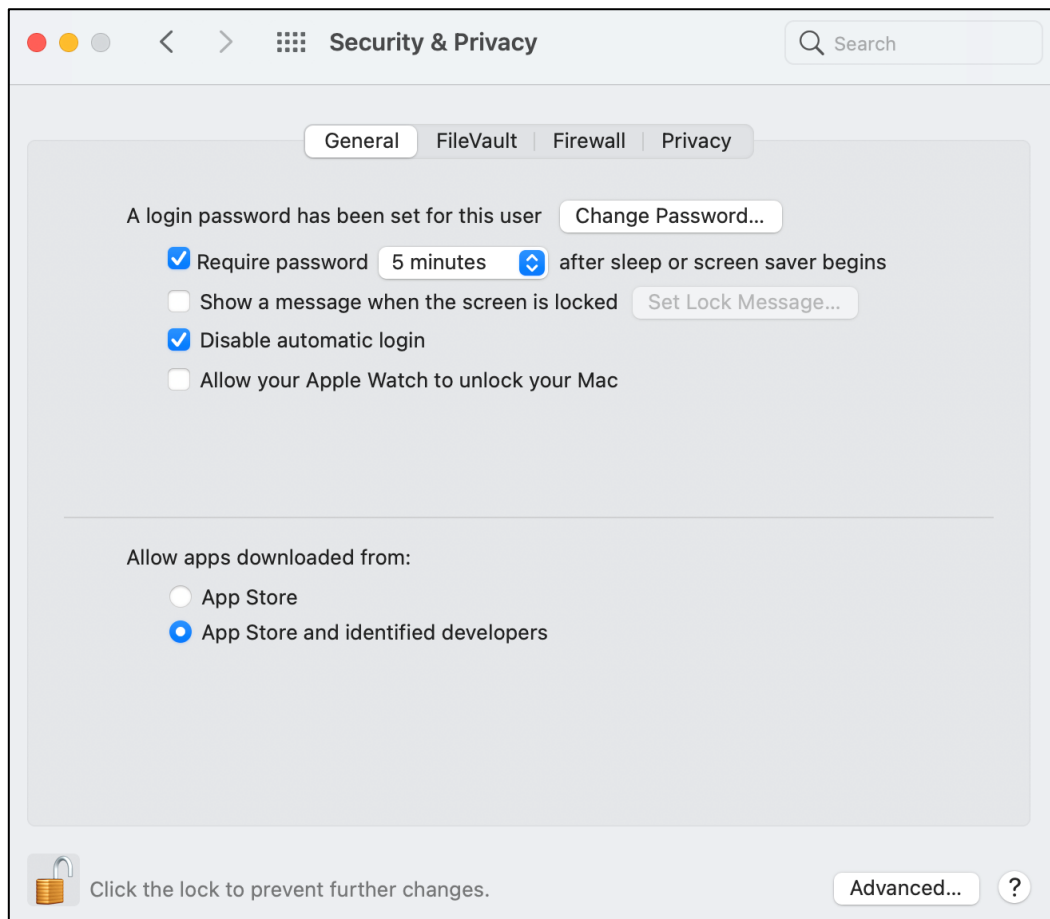 Security & Privacy Search
General FileVault Firewall Privacy
A login password has been set for this user Change Password...
Require password 5 minutes after sleep or screen saver begins
Show a message when the screen is locked Set Lock Message...
Disable automatic login
Allow your Apple Watch to unlock your Mac
Allow apps downloaded from:
App Store
App Store and identified developers
Click the lock to prevent further changes. Advanced... ?